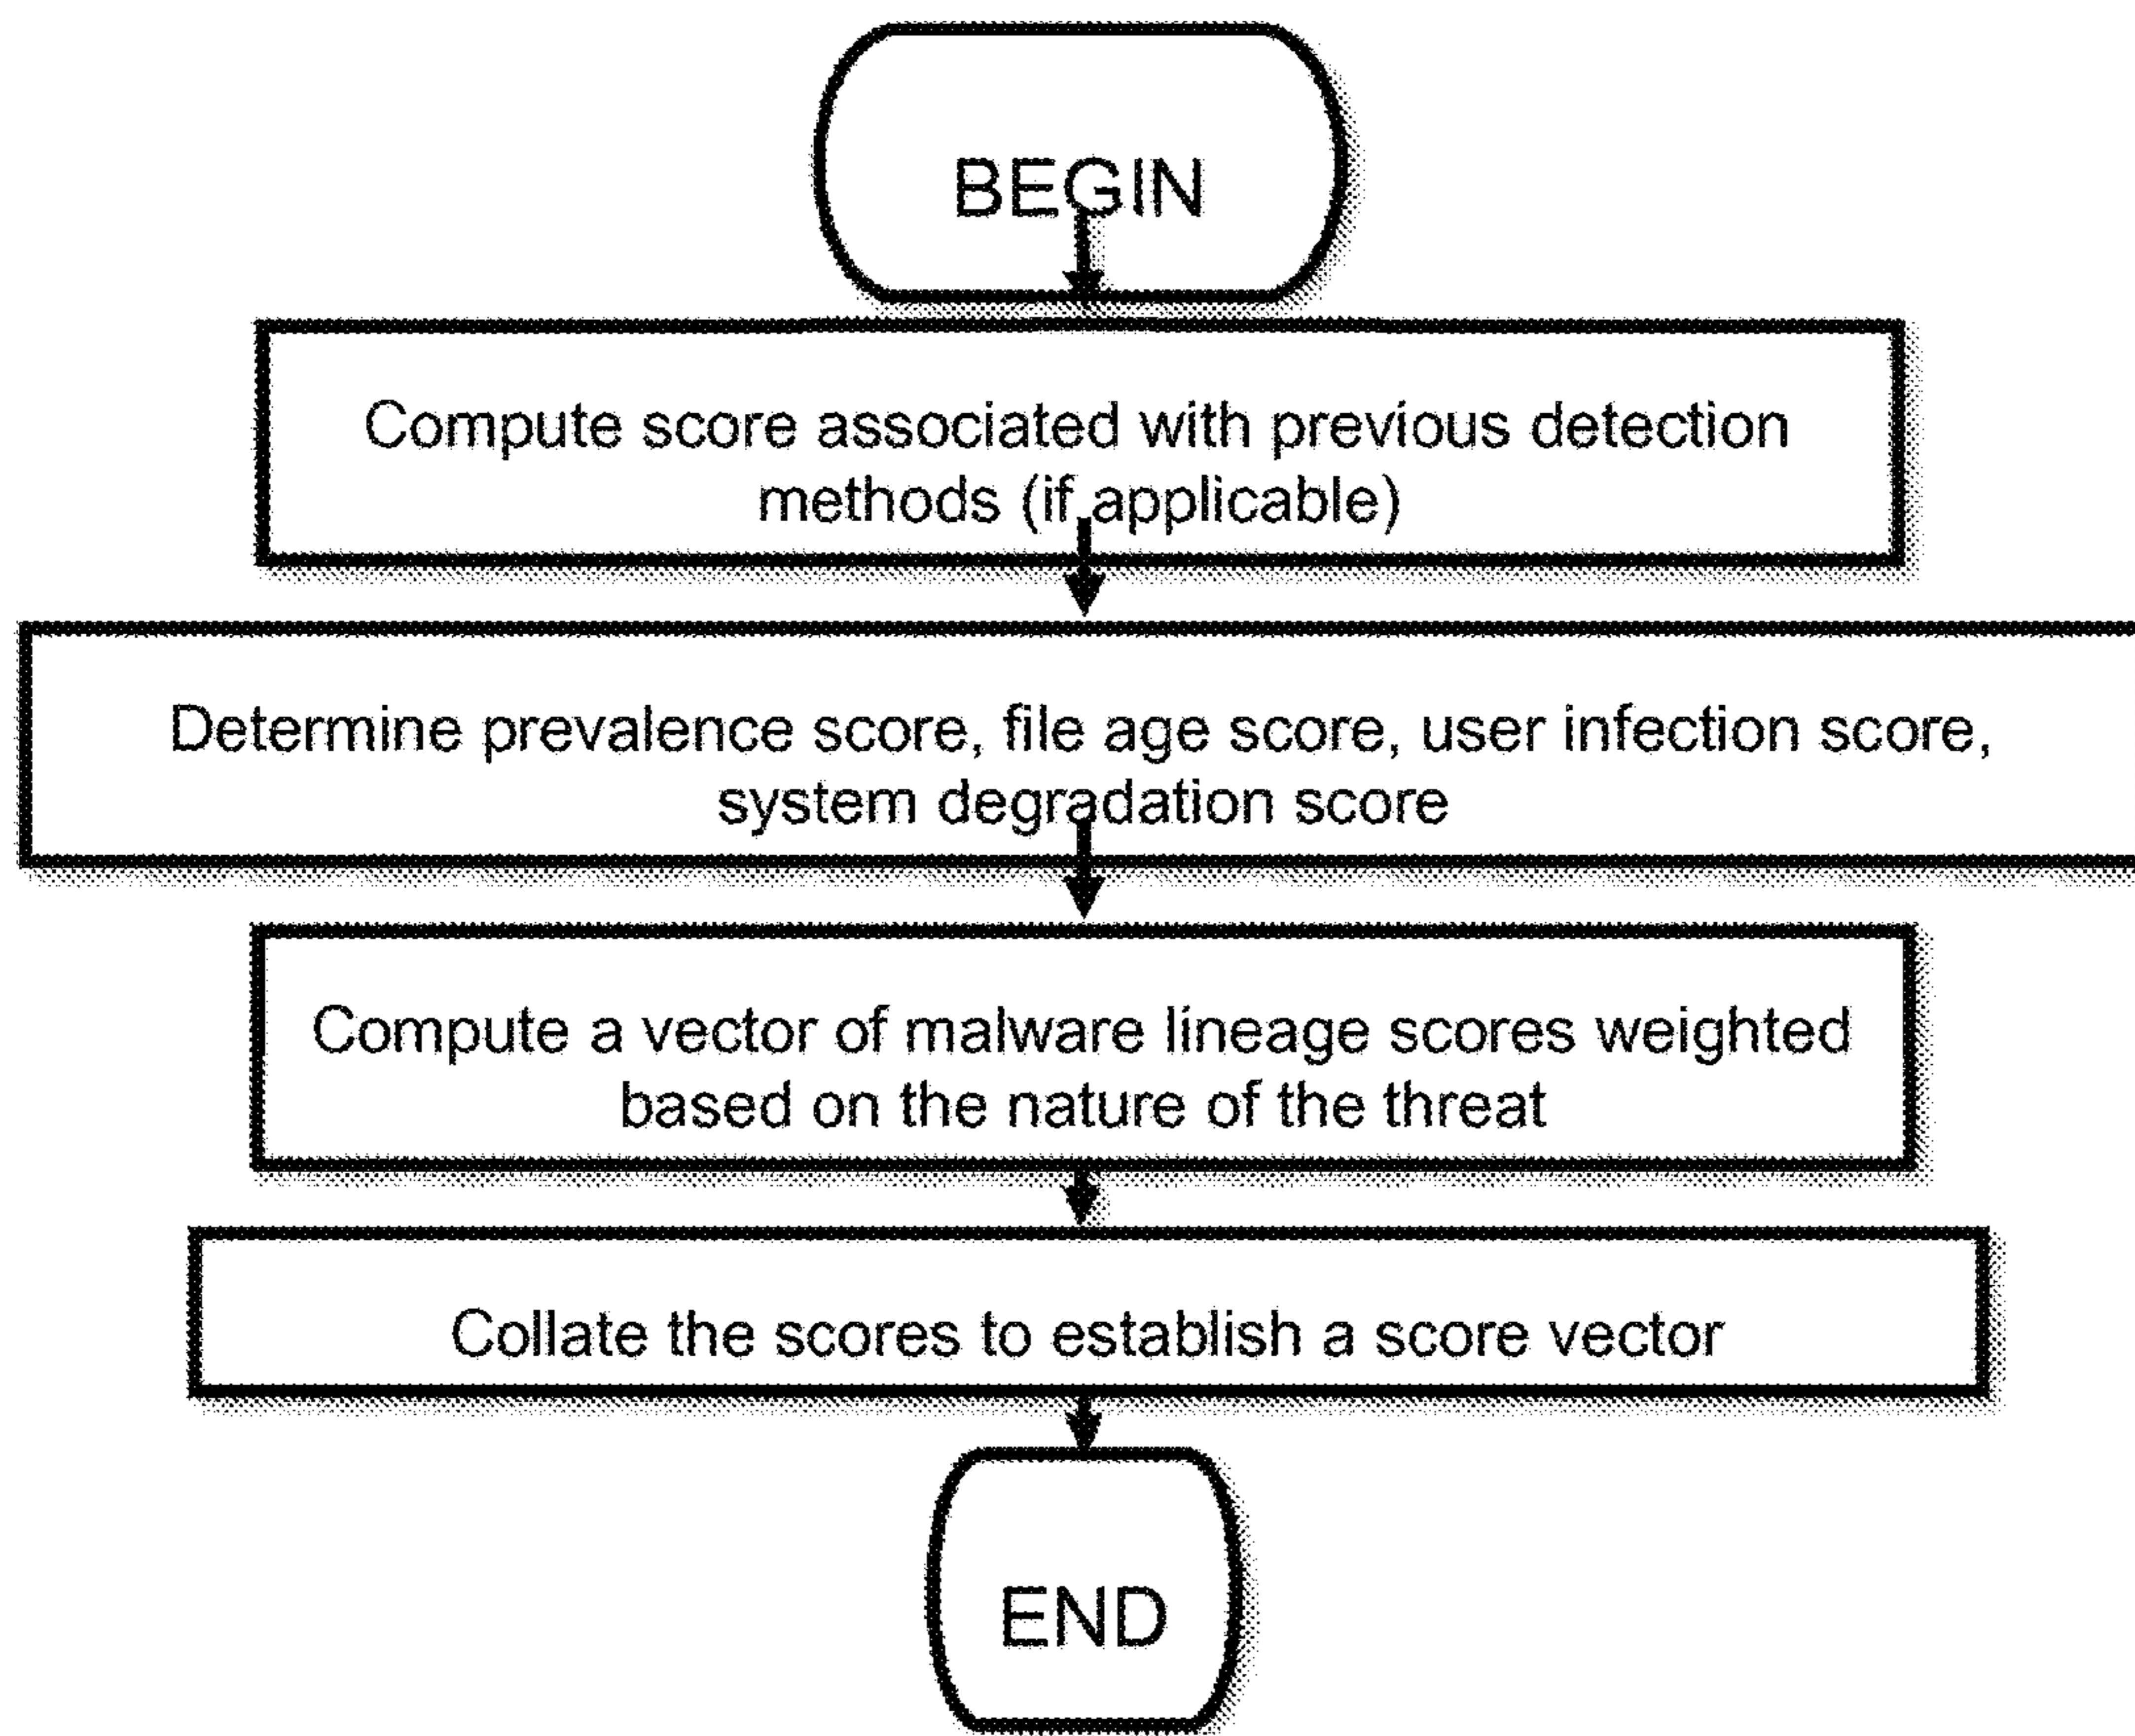 BEGIN
Compute score associated with previous detection
methods (if applicable)
Determine prevalence score, file age score, user infection score,
system degradation score
Compute a vector of malware lineage scores weighted
based on the nature of the threat
Collate the scores to establish a score vector
END